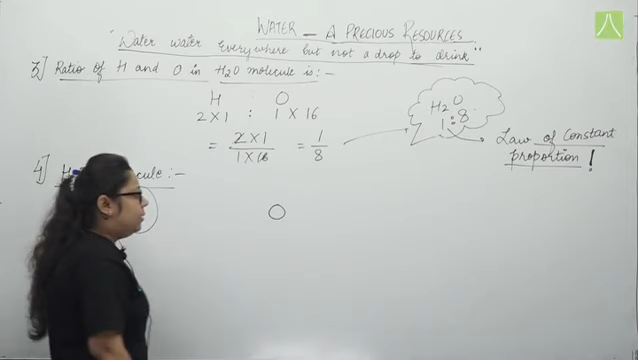 WATER – A PRECIOUS RESOURCES
"Water water everywhere but not a drop to drink"
3] Ratio of H and O in H2O molecule is:-
H : O
2 X 1 : 1 X 16
= 2 X 1 / 1 X 16 = 1 / 8
H2O
1:8
Law of Constant
proportion!
4] H cule:-
O